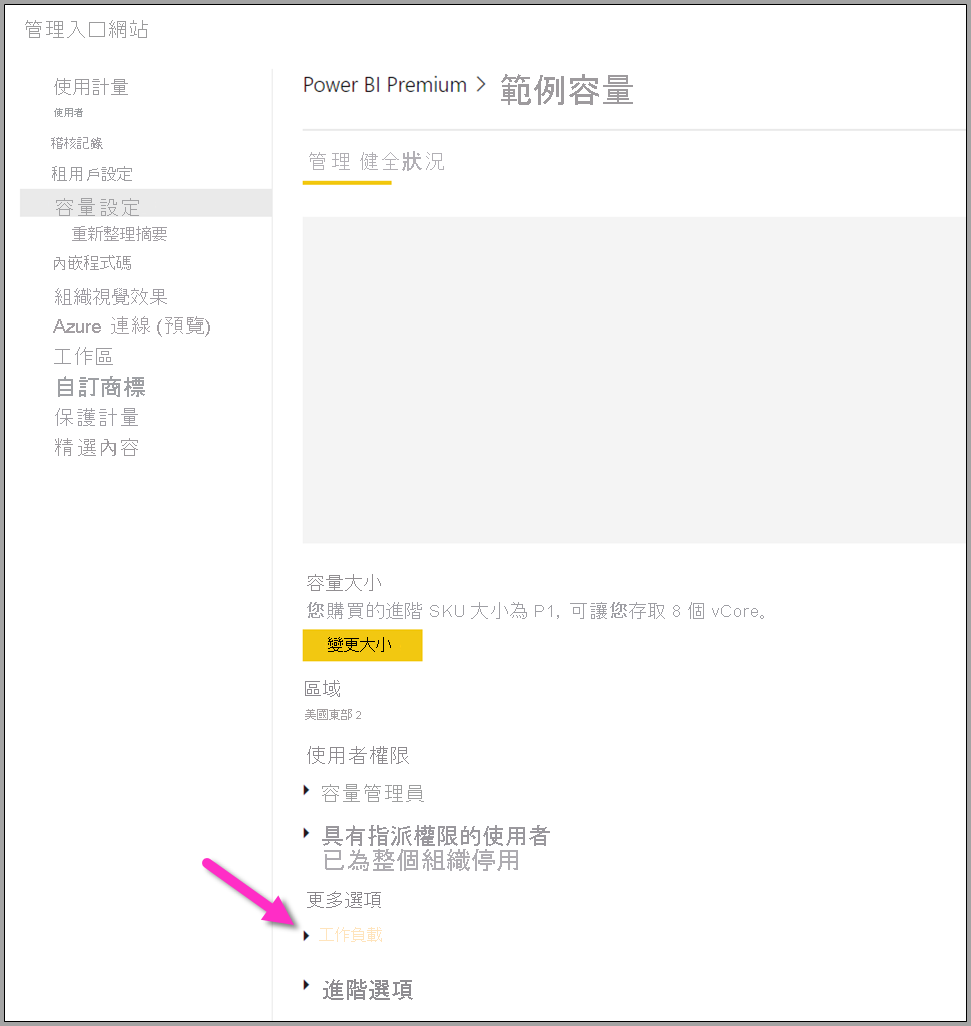 管理入口網站
使用計量
使用者
稽核記錄
租用戶設定
容量設定
重新整理摘要
內嵌程式碼
組織視覺效果
Azure 連線 (預覽)
工作區
自訂商標
保護計量
精選內容
Power BI Premium > 範例容量
管理 健全狀況
容量大小
您購買的進階 SKU 大小為 P1, 可讓您存取 8 個 vCore。
變更大小
區域
美國東部 2
使用者權限
容量管理員
具有指派權限的使用者
已為整個組織停用
更多選項
工作負載
進階選項